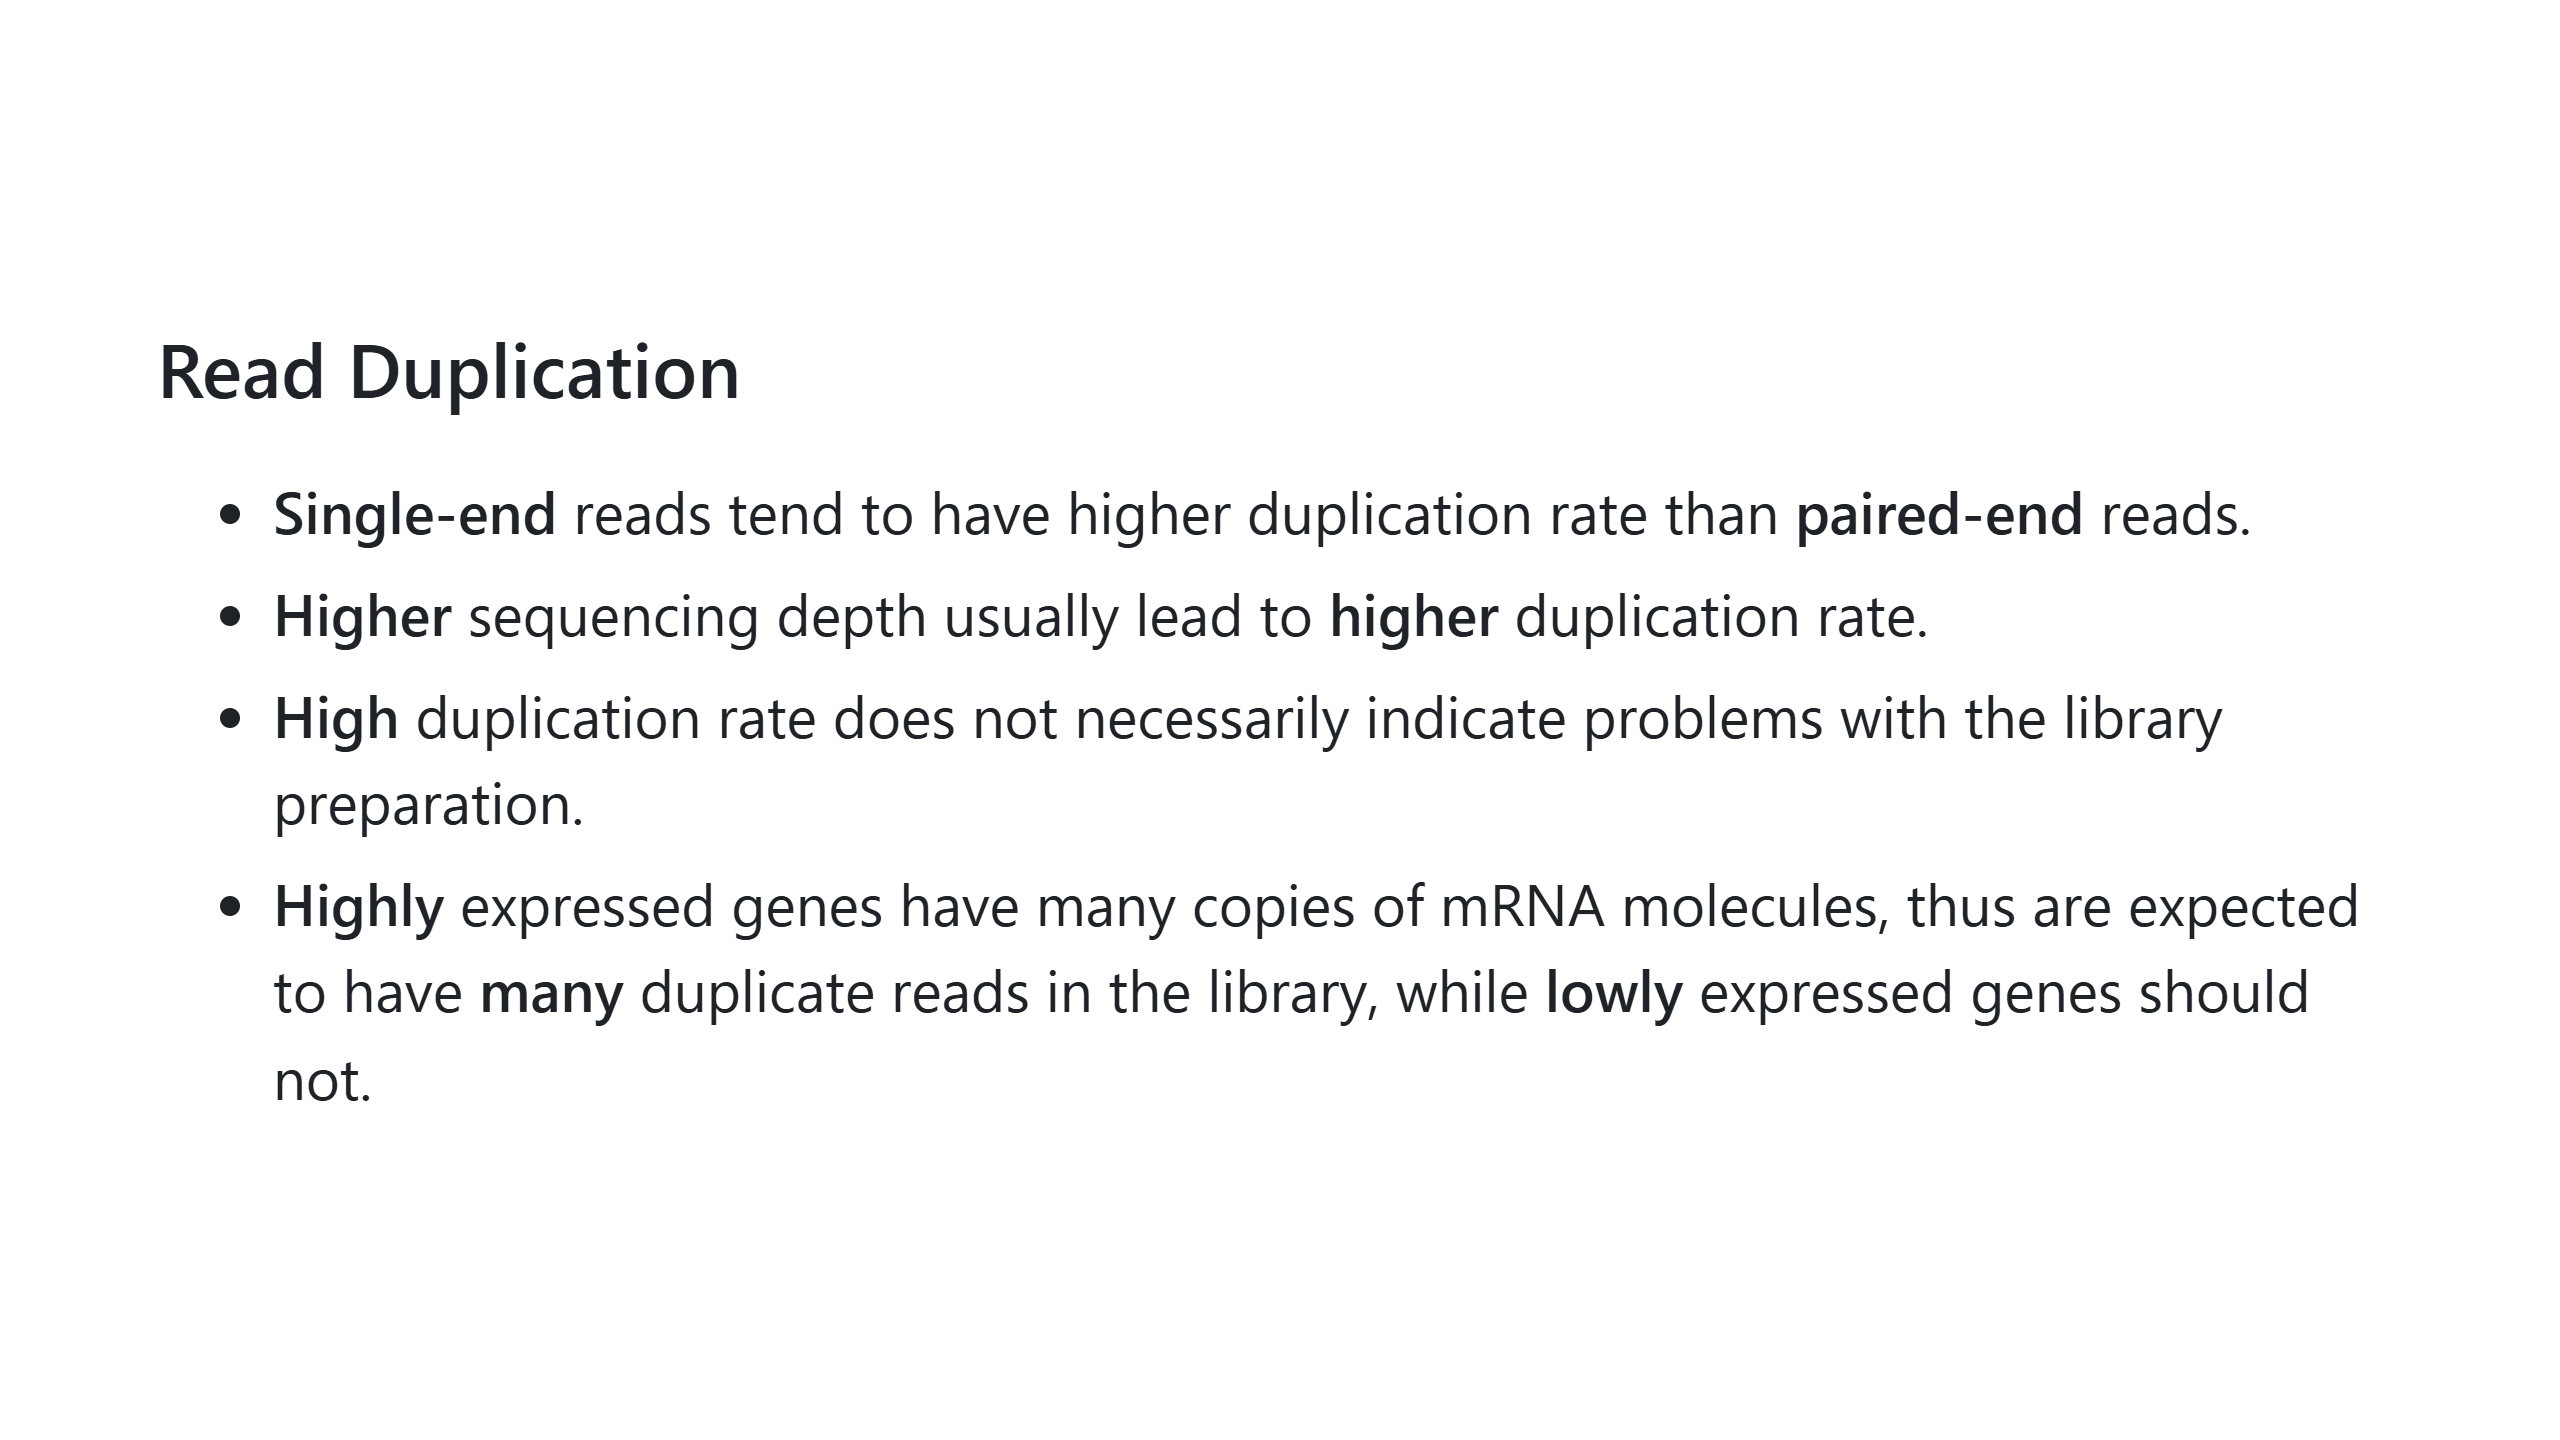 Read Duplication
• Single-end reads tend to have higher duplication rate than paired-end reads.
• Higher sequencing depth usually lead to higher duplication rate.
• High duplication rate does not necessarily indicate problems with the library
preparation.
• Highly expressed genes have many copies of mRNA molecules, thus are expected
to have many duplicate reads in the library, while lowly expressed genes should
not.